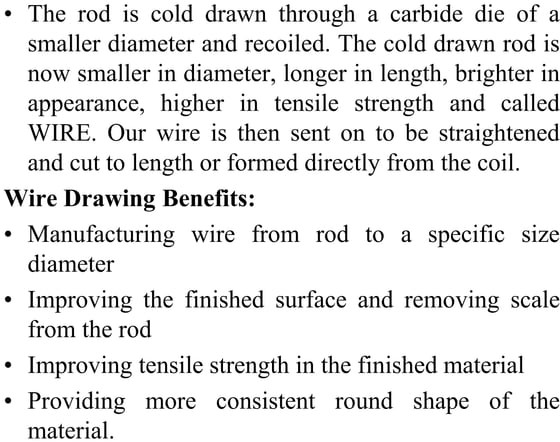 • The rod is cold drawn through a carbide die of a
smaller diameter and recoiled. The cold drawn rod is
now smaller in diameter, longer in length, brighter in
appearance, higher in tensile strength and called
WIRE. Our wire is then sent on to be straightened
and cut to length or formed directly from the coil.
Wire Drawing Benefits:
• Manufacturing wire from rod to a specific size
diameter
• Improving the finished surface and removing scale
from the rod
• Improving tensile strength in the finished material
• Providing more consistent round shape of the
material.